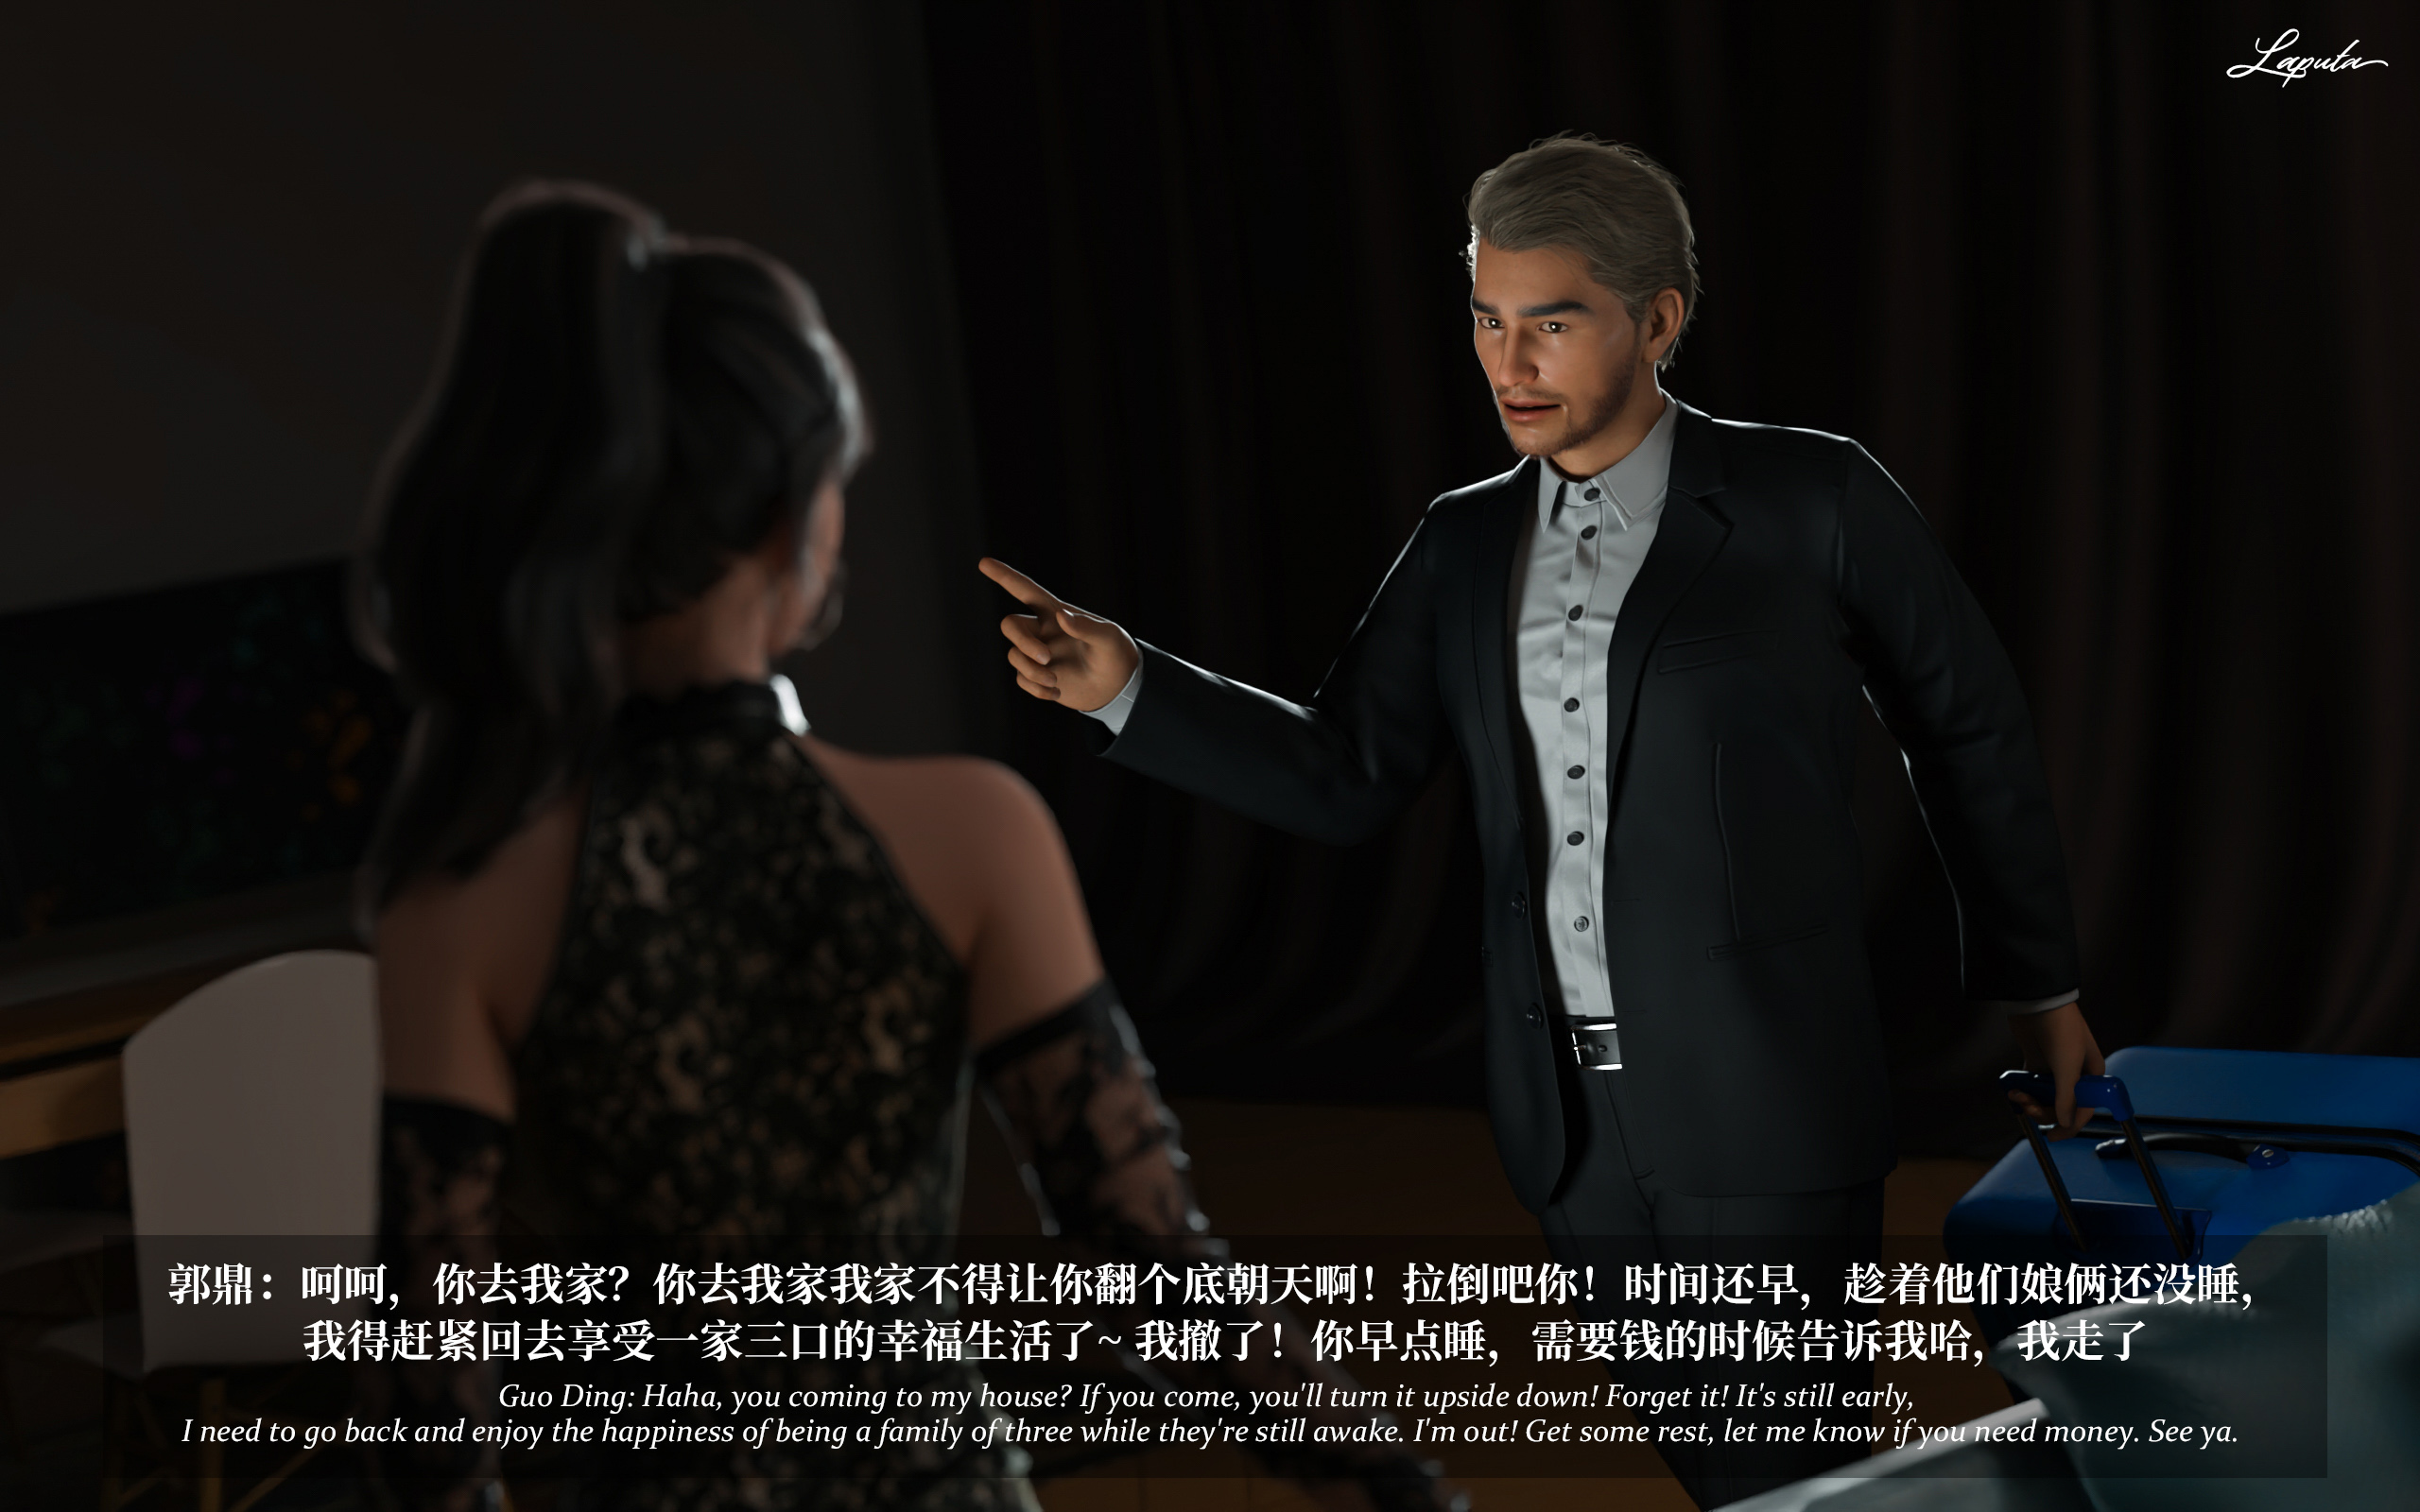 Laputa
郭鼎：呵呵，你去我家？你去我家我家不得让你翻个底朝天啊！拉倒吧你！时间还早，趁着他们娘俩还没睡，
我得赶紧回去享受一家三口的幸福生活了~ 我撤了！你早点睡，需要钱的时候告诉我哈，我走了
Guo Ding: Haha, you coming to my house? If you come, you'll turn it upside down! Forget it! It's still early,
I need to go back and enjoy the happiness of being a family of three while they're still awake. I'm out! Get some rest, let me know if you need money. See ya.